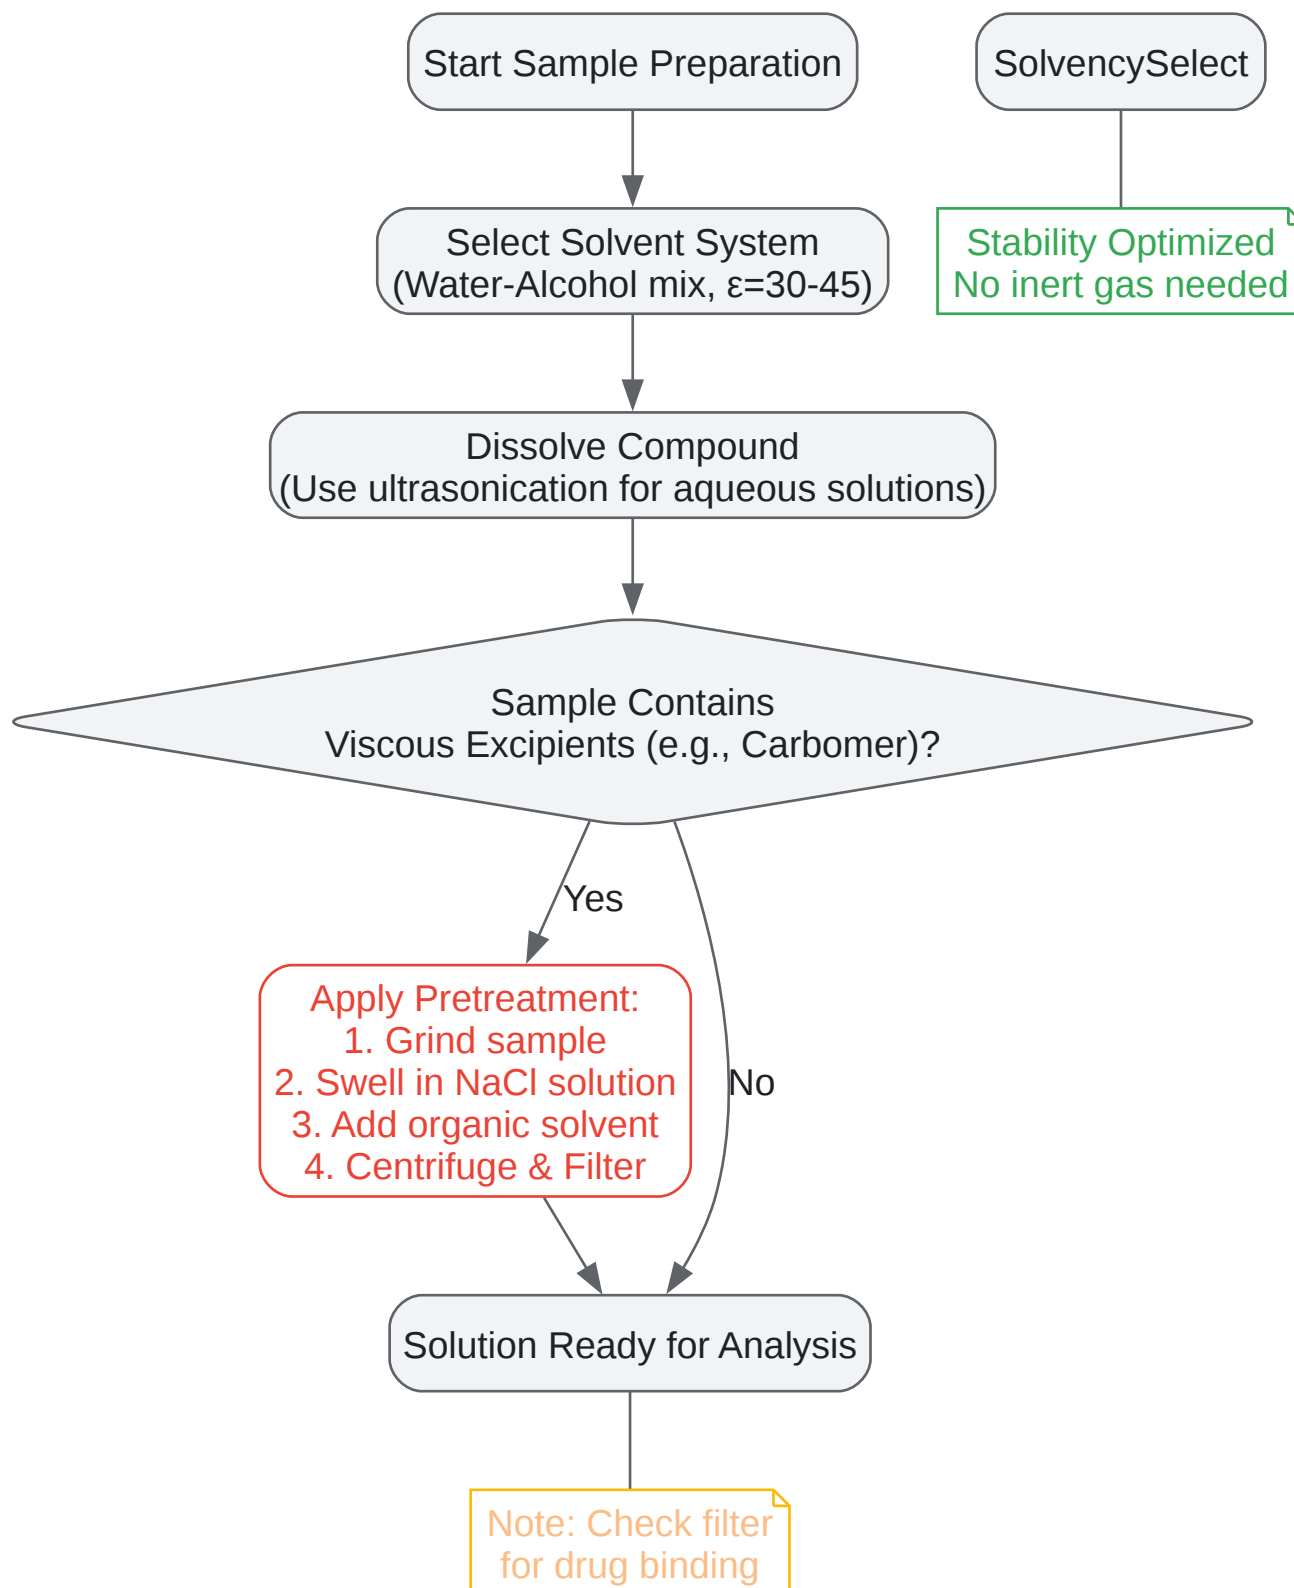 Start Sample Preparation
SolvencySelect
Select Solvent System
(Water-Alcohol mix, ε=30-45)
Stability Optimized
No inert gas needed
Dissolve Compound
(Use ultrasonication for aqueous solutions)
Sample Contains
Viscous Excipients (e.g., Carbomer)?
Yes
No
Apply Pretreatment:
1. Grind sample
2. Swell in NaCl solution
3. Add organic solvent
4. Centrifuge & Filter
Solution Ready for Analysis
Note: Check filter
for drug binding